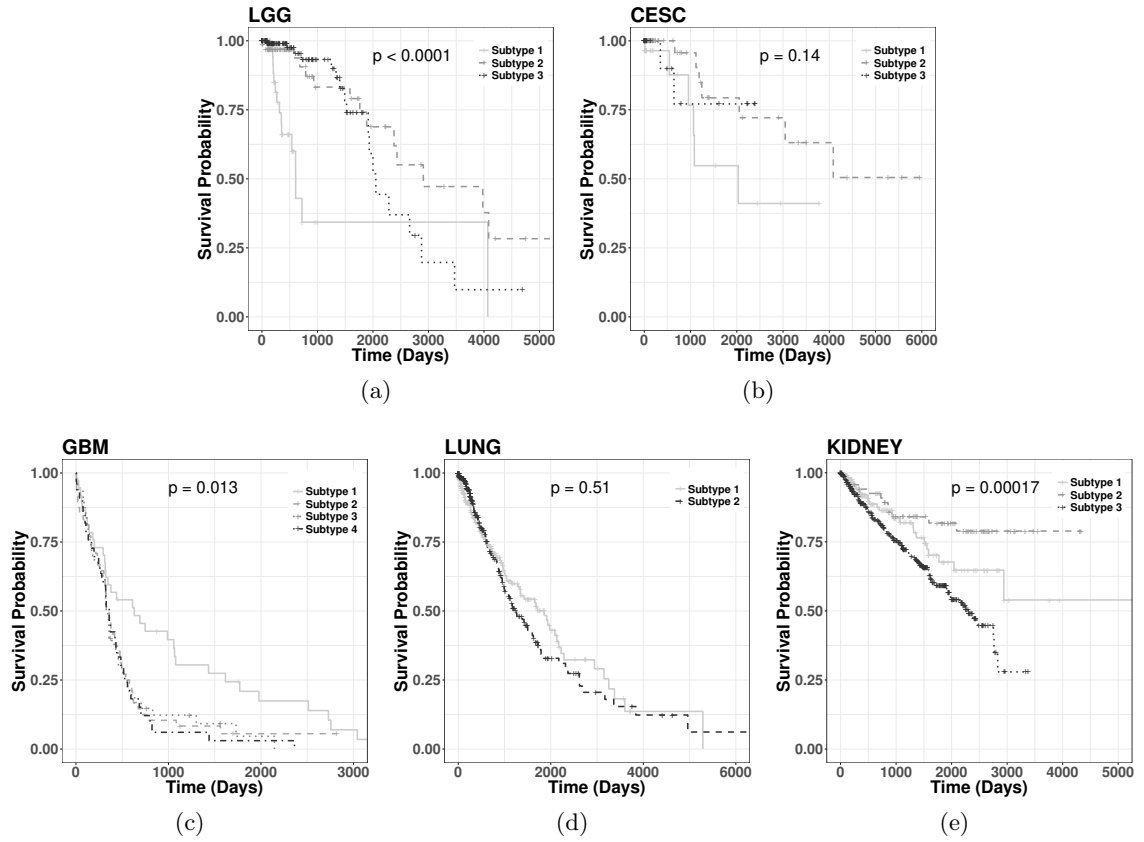 LGG
p < 0.0001
Subtype 1
Subtype 2
Subtype 3
Survival Probability
1.00
0.75
0.50
0.25
0.00
0 1000 2000 3000 4000 5000
Time (Days)
(a)
CESC
p = 0.14
Subtype 1
Subtype 2
Subtype 3
Survival Probability
1.00
0.75
0.50
0.25
0.00
0 1000 2000 3000 4000 5000 6000
Time (Days)
(b)
GBM
p = 0.013
Subtype 1
Subtype 2
Subtype 3
Subtype 4
Survival Probability
1.00
0.75
0.50
0.25
0.00
0 1000 2000 3000
Time (Days)
(c)
LUNG
p = 0.51
Subtype 1
Subtype 2
Survival Probability
1.00
0.75
0.50
0.25
0.00
0 2000 4000 6000
Time (Days)
(d)
KIDNEY
p = 0.00017
Subtype 1
Subtype 2
Subtype 3
Survival Probability
1.00
0.75
0.50
0.25
0.00
0 1000 2000 3000 4000 5000
Time (Days)
(e)